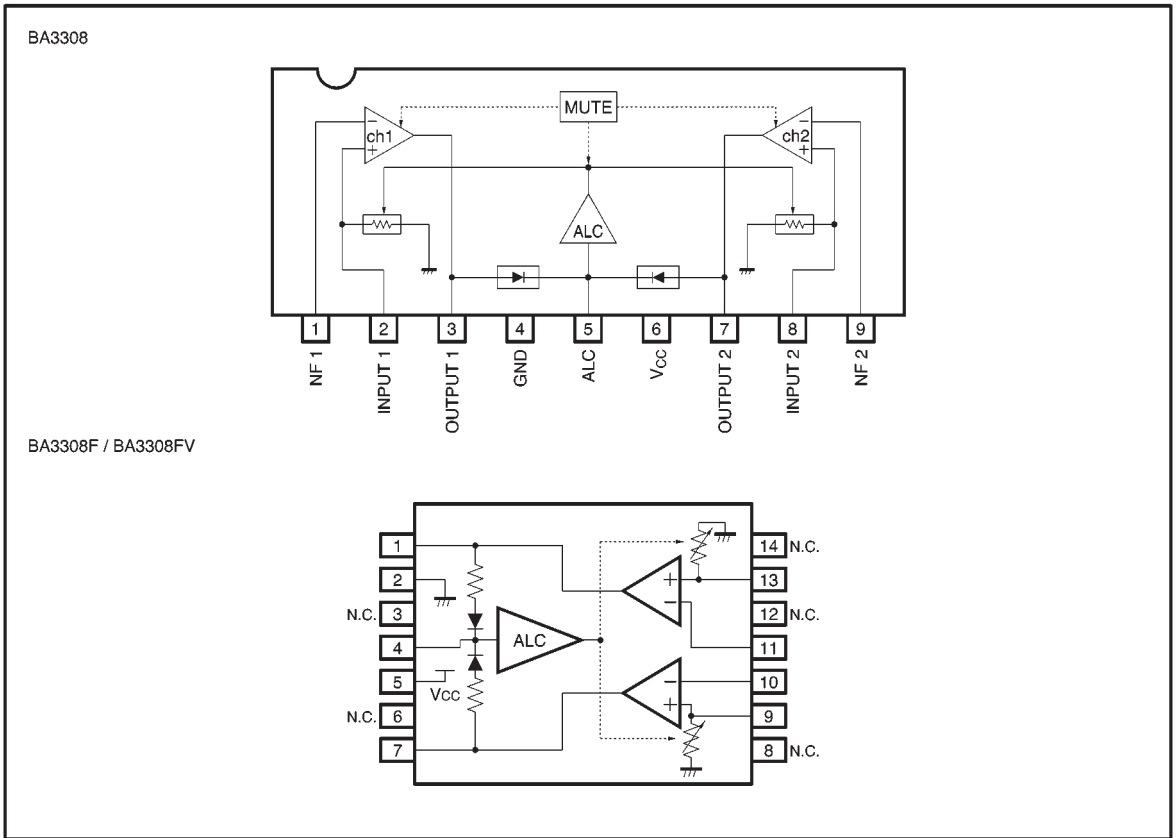 BA3308
MUTE
ch1
ch2
−
+
−
+
ALC
1 2 3 4 5 6 7 8 9
NF 1
INPUT 1
OUTPUT 1
GND
ALC
VCC
OUTPUT 2
INPUT 2
NF 2
BA3308F / BA3308FV
1
2
N.C. 3
4
5
N.C. 6
7
VCC
ALC
+
−
−
+
14 N.C.
13
12 N.C.
11
10
9
8 N.C.